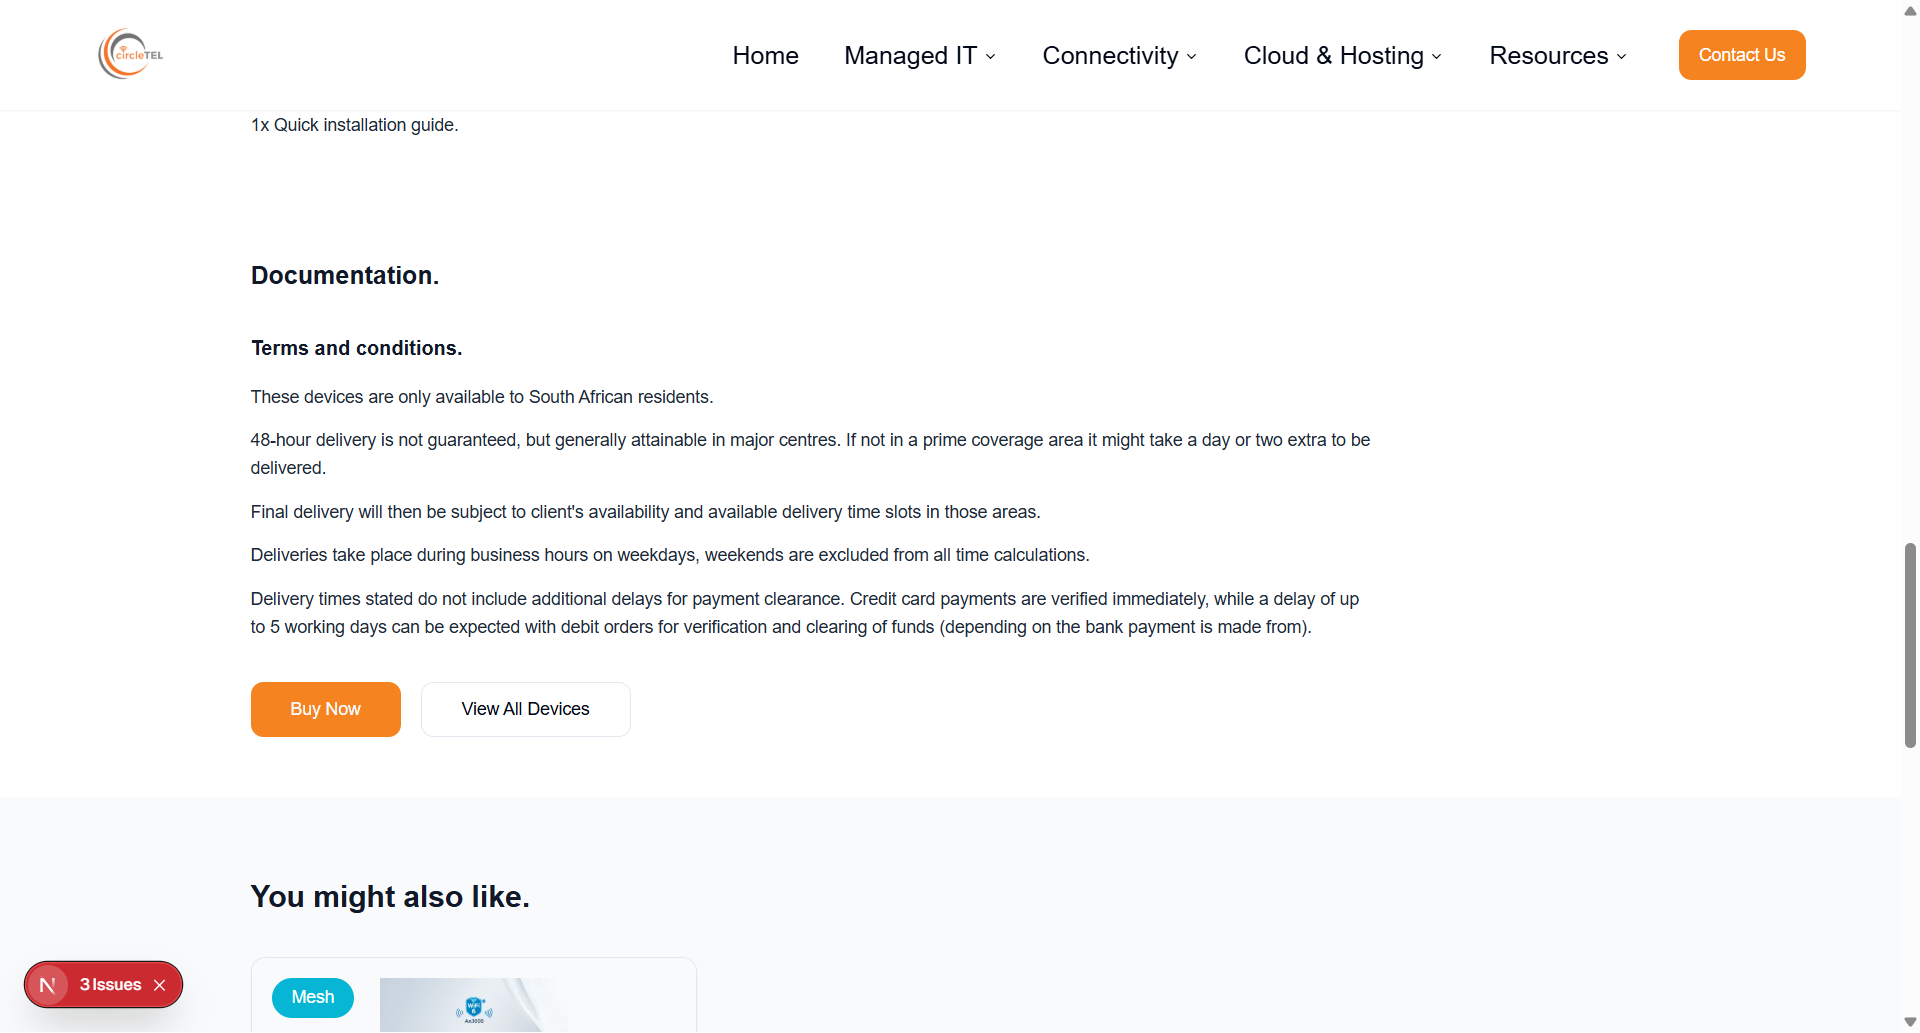 circleTEL
Home
Managed IT
Connectivity
Cloud & Hosting
Resources
Contact Us
1x Quick installation guide.
Documentation.
Terms and conditions.
These devices are only available to South African residents.
48-hour delivery is not guaranteed, but generally attainable in major centres. If not in a prime coverage area it might take a day or two extra to be
delivered.
Final delivery will then be subject to client's availability and available delivery time slots in those areas.
Deliveries take place during business hours on weekdays, weekends are excluded from all time calculations.
Delivery times stated do not include additional delays for payment clearance. Credit card payments are verified immediately, while a delay of up
to 5 working days can be expected with debit orders for verification and clearing of funds (depending on the bank payment is made from).
Buy Now
View All Devices
You might also like.
Mesh
WiFi
6
AX3000
N
3 Issues